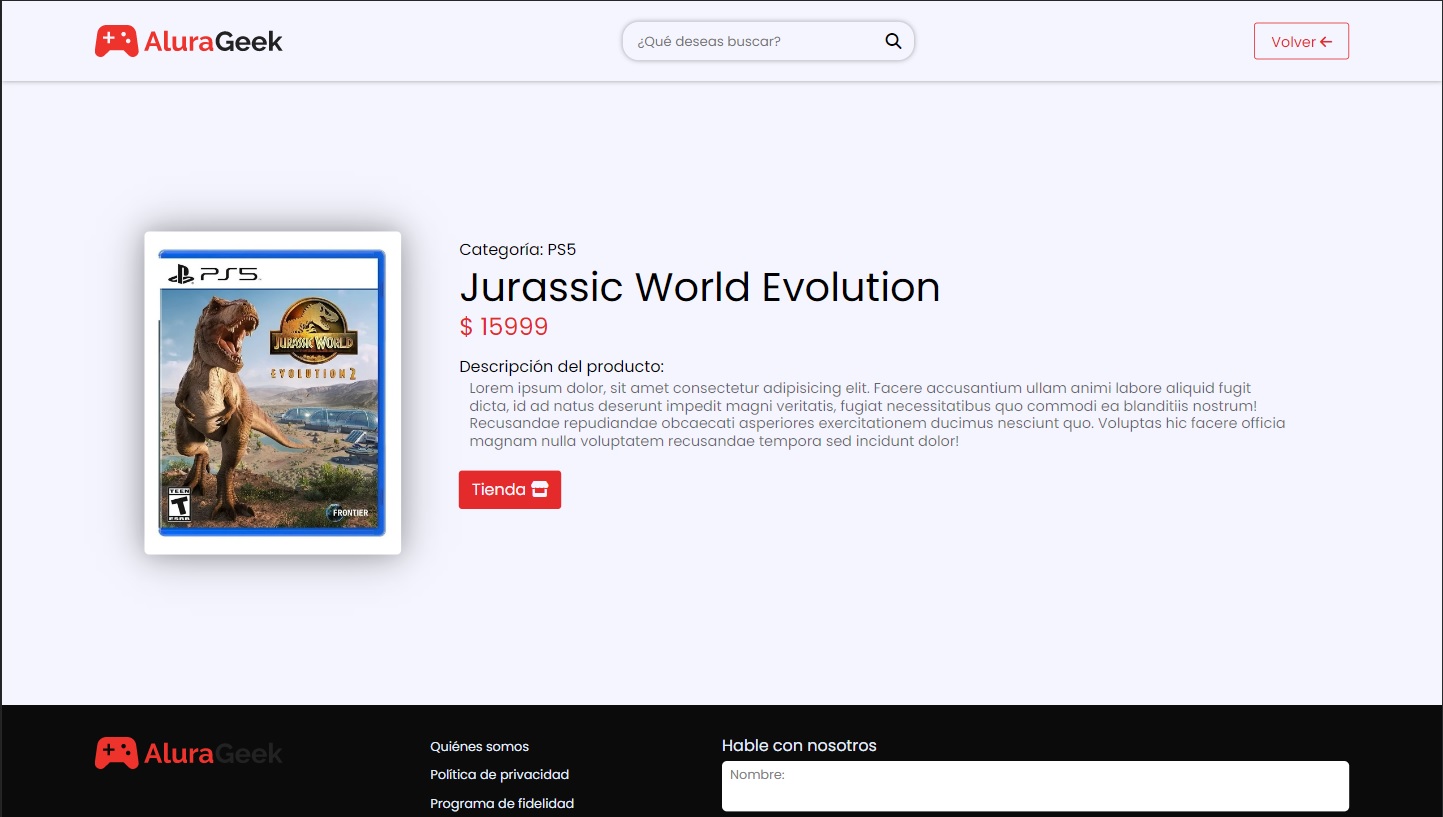 AluraGeek
¿Qué deseas buscar?
Volver
PS5
JURASSIC WORLD
EVOLUTION 2
TEEN
T
ESRB
FRONTIER
Categoría: PS5
Jurassic World Evolution
$ 15999
Descripción del producto:
Lorem ipsum dolor, sit amet consectetur adipisicing elit. Facere accusantium ullam animi labore aliquid fugit
dicta, id ad natus deserunt impedit magni veritatis, fugiat necessitatibus quo commodi ea blanditiis nostrum!
Recusandae repudiandae obcaecati asperiores exercitationem ducimus nesciunt quo. Voluptas hic facere officia
magnam nulla voluptatem recusandae tempora sed incidunt dolor!
Tienda
AluraGeek
Quiénes somos
Política de privacidad
Programa de fidelidad
Hable con nosotros
Nombre: